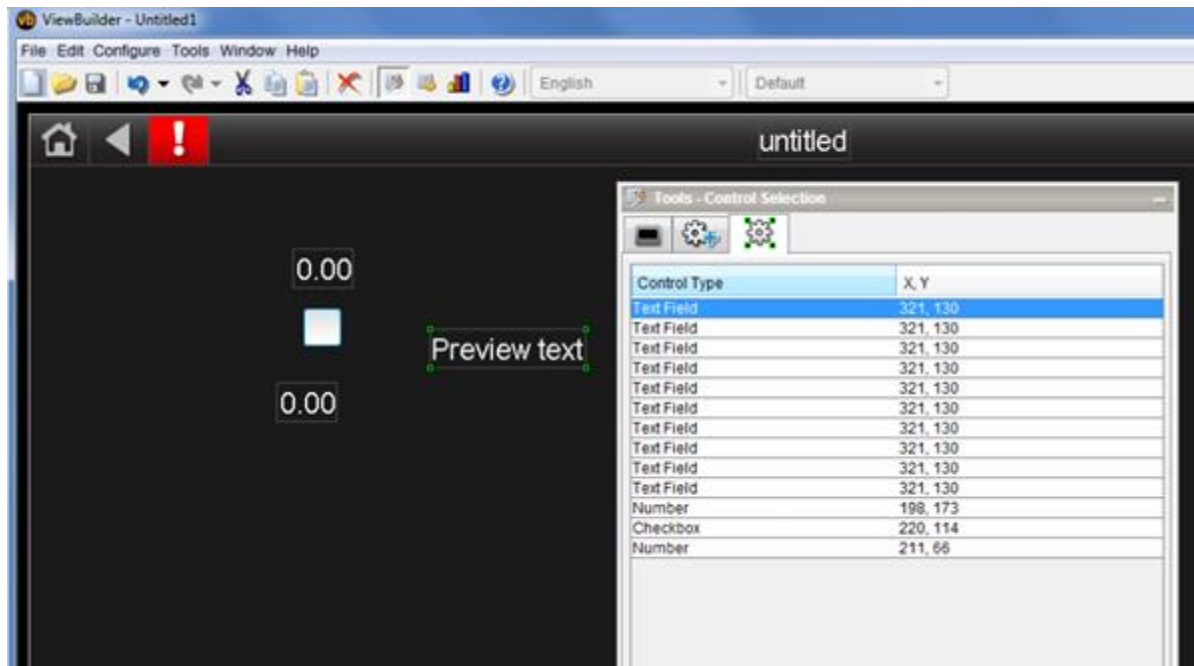 ViewBuilder - Untitled1
File Edit Configure Tools Window Help
English Default
untitled
Tools - Control Selection
0.00
Control Type X, Y
Text Field 321, 130
Text Field 321, 130
Preview text
Text Field 321, 130
Text Field 321, 130
Text Field 321, 130
0.00
Text Field 321, 130
Text Field 321, 130
Text Field 321, 130
Text Field 321, 130
Text Field 321, 130
Number 198, 173
Checkbox 220, 114
Number 211, 66